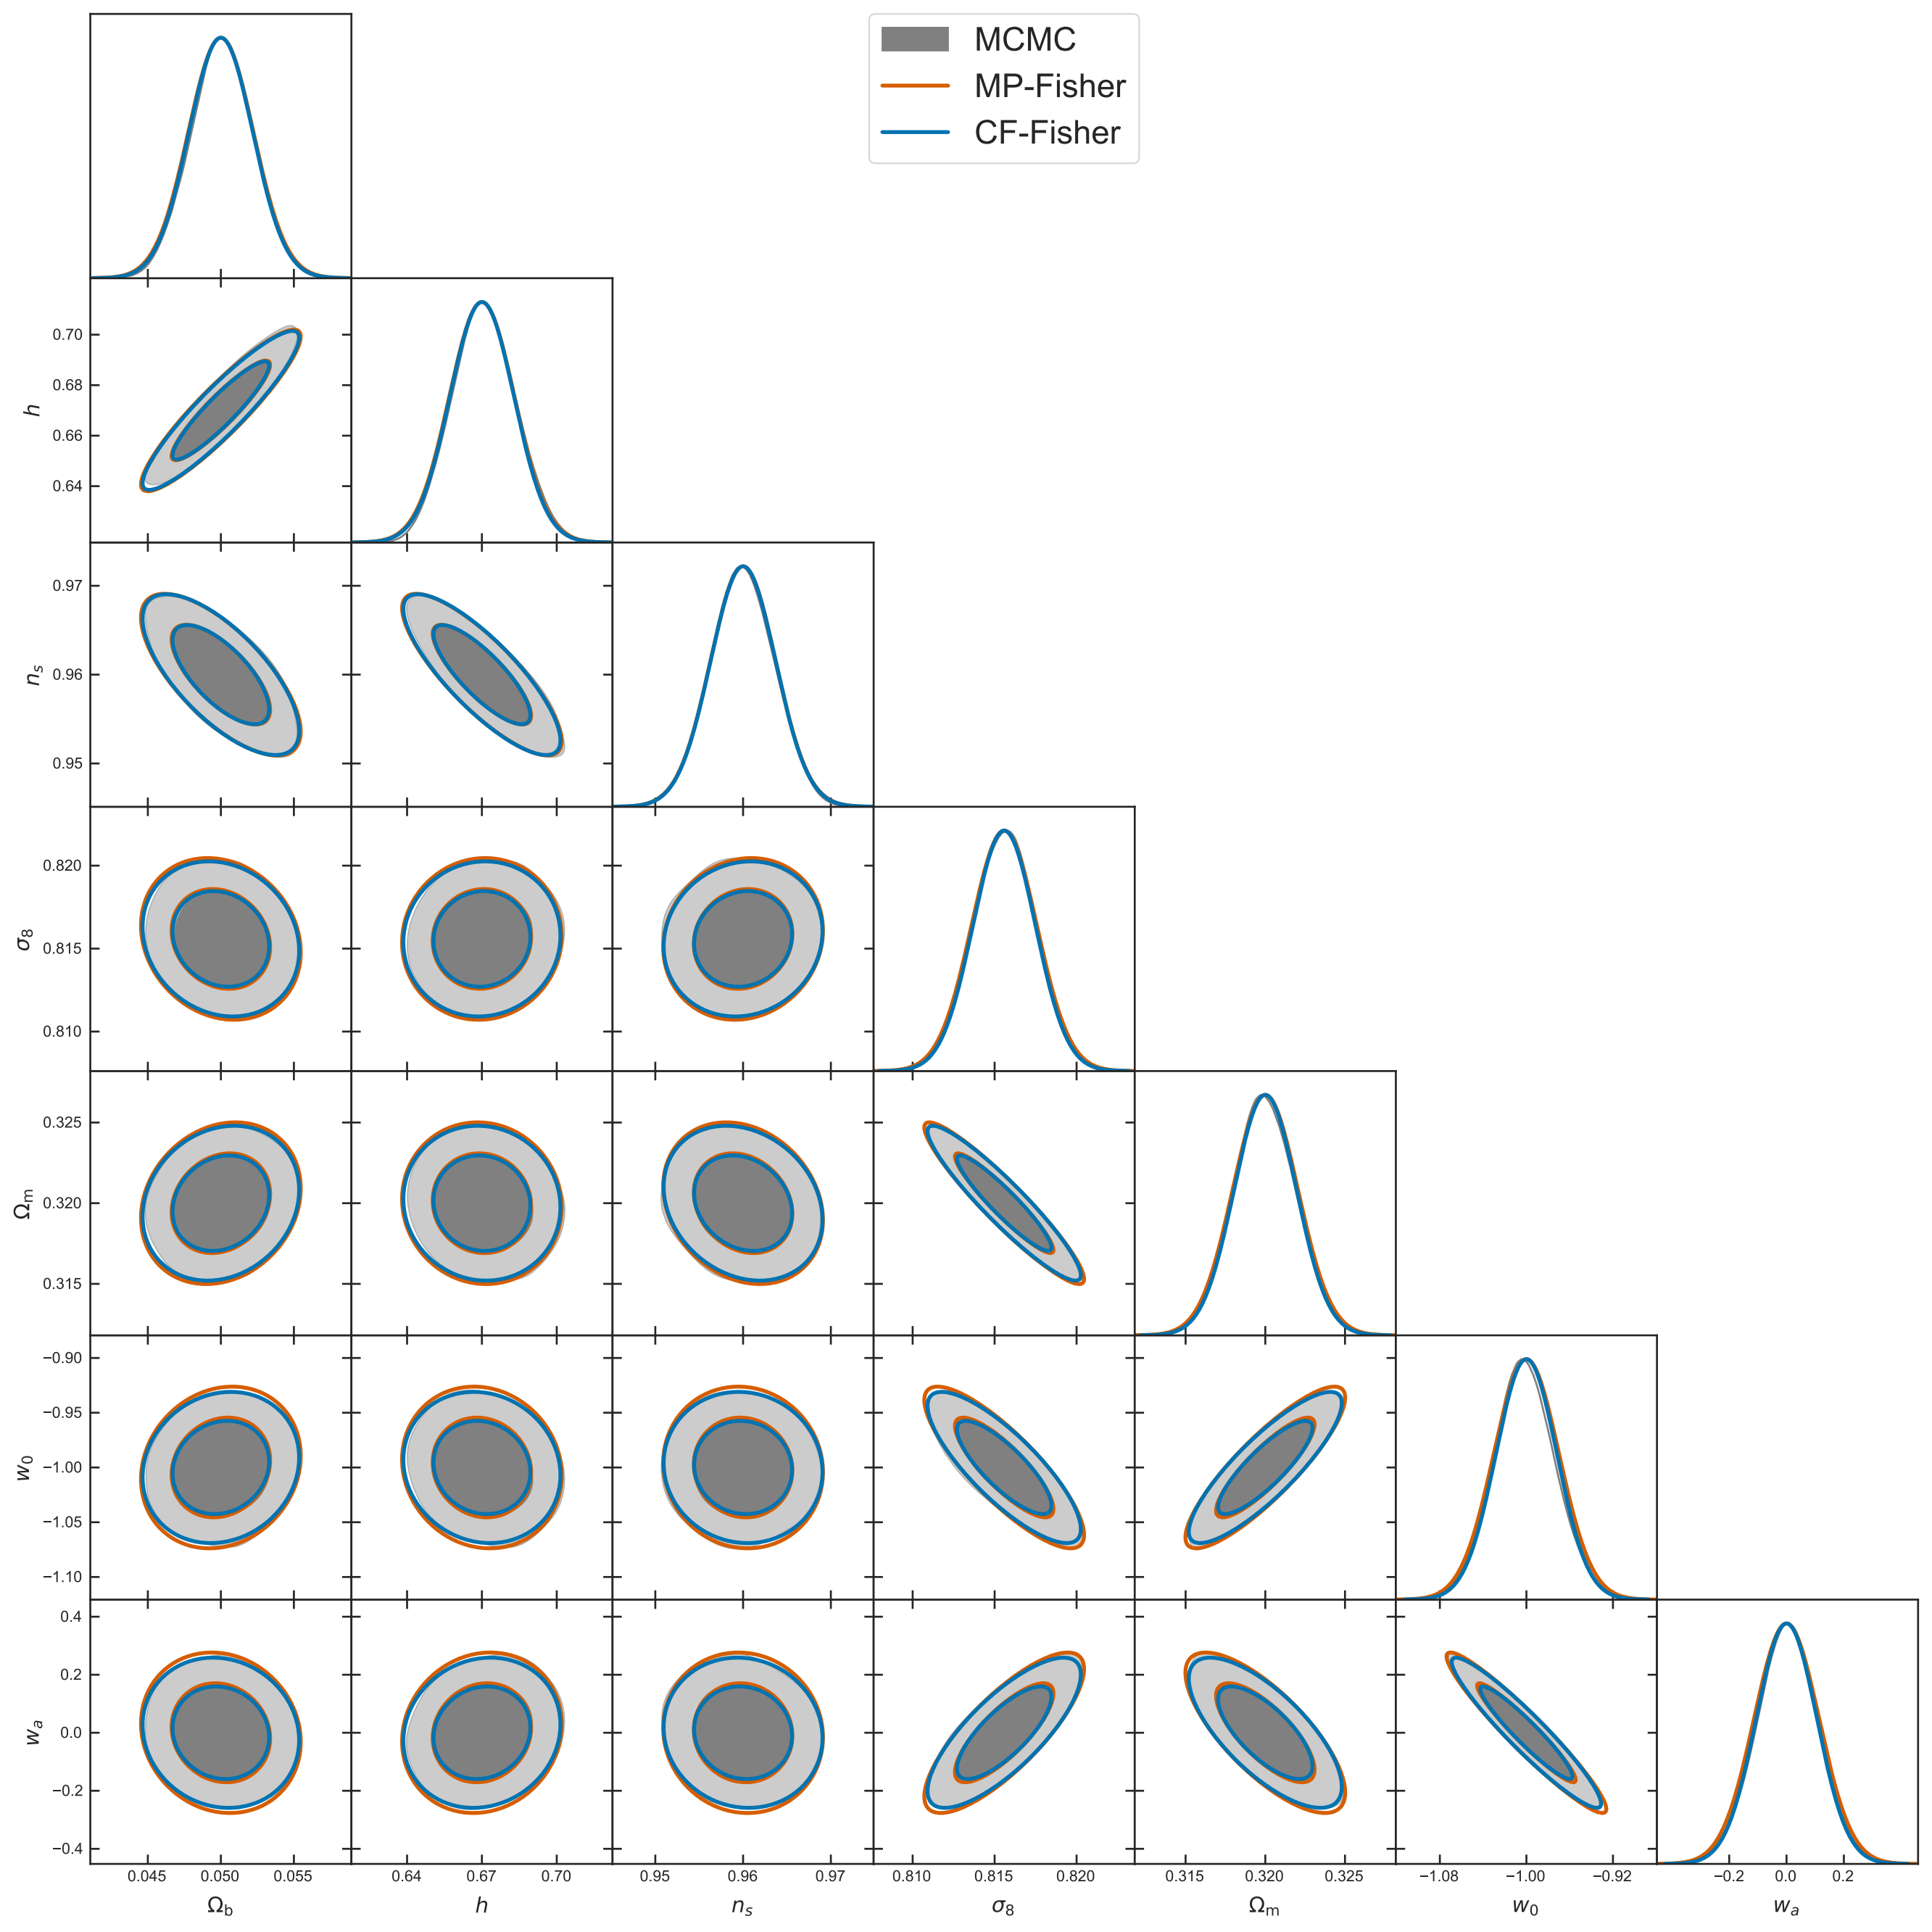 MCMC
MP-Fisher
CF-Fisher
0.70
0.68
0.66
0.64
h
0.97
0.96
0.95
n_s
0.820
0.815
0.810
σ_8
0.325
0.320
0.315
Ω_m
−0.90
−0.95
−1.00
−1.05
−1.10
w_0
0.4
0.2
0.0
−0.2
−0.4
w_a
0.045 0.050 0.055 0.64 0.67 0.70 0.95 0.96 0.97 0.810 0.815 0.820 0.315 0.320 0.325 −1.08 −1.00 −0.92 −0.2 0.0 0.2
Ω_b h n_s σ_8 Ω_m w_0 w_a